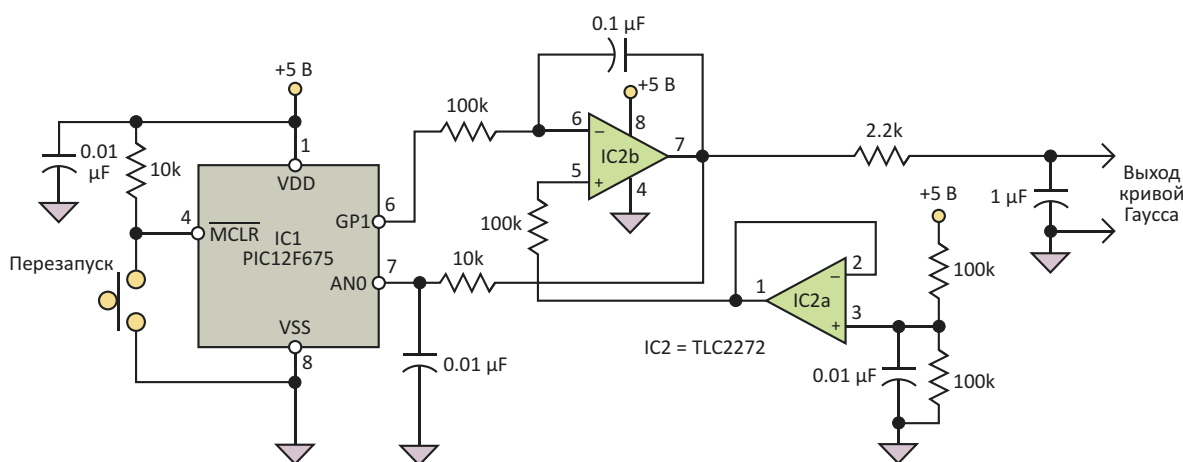 0.1 μF
+5 В
+5 В
100k
6
−
8
7
2.2k
0.01
μF
10k
1
VDD
IC2b
5
+
4
Выход
кривой
Гаусса
GP1
6
1 μF
+5 В
4
MCLR
IC1
PIC12F675
100k
Перезапуск
AN0
7
10k
2
−
100k
1
IC2a
3
+
VSS
8
0.01 μF
IC2 = TLC2272
0.01 μF
100k